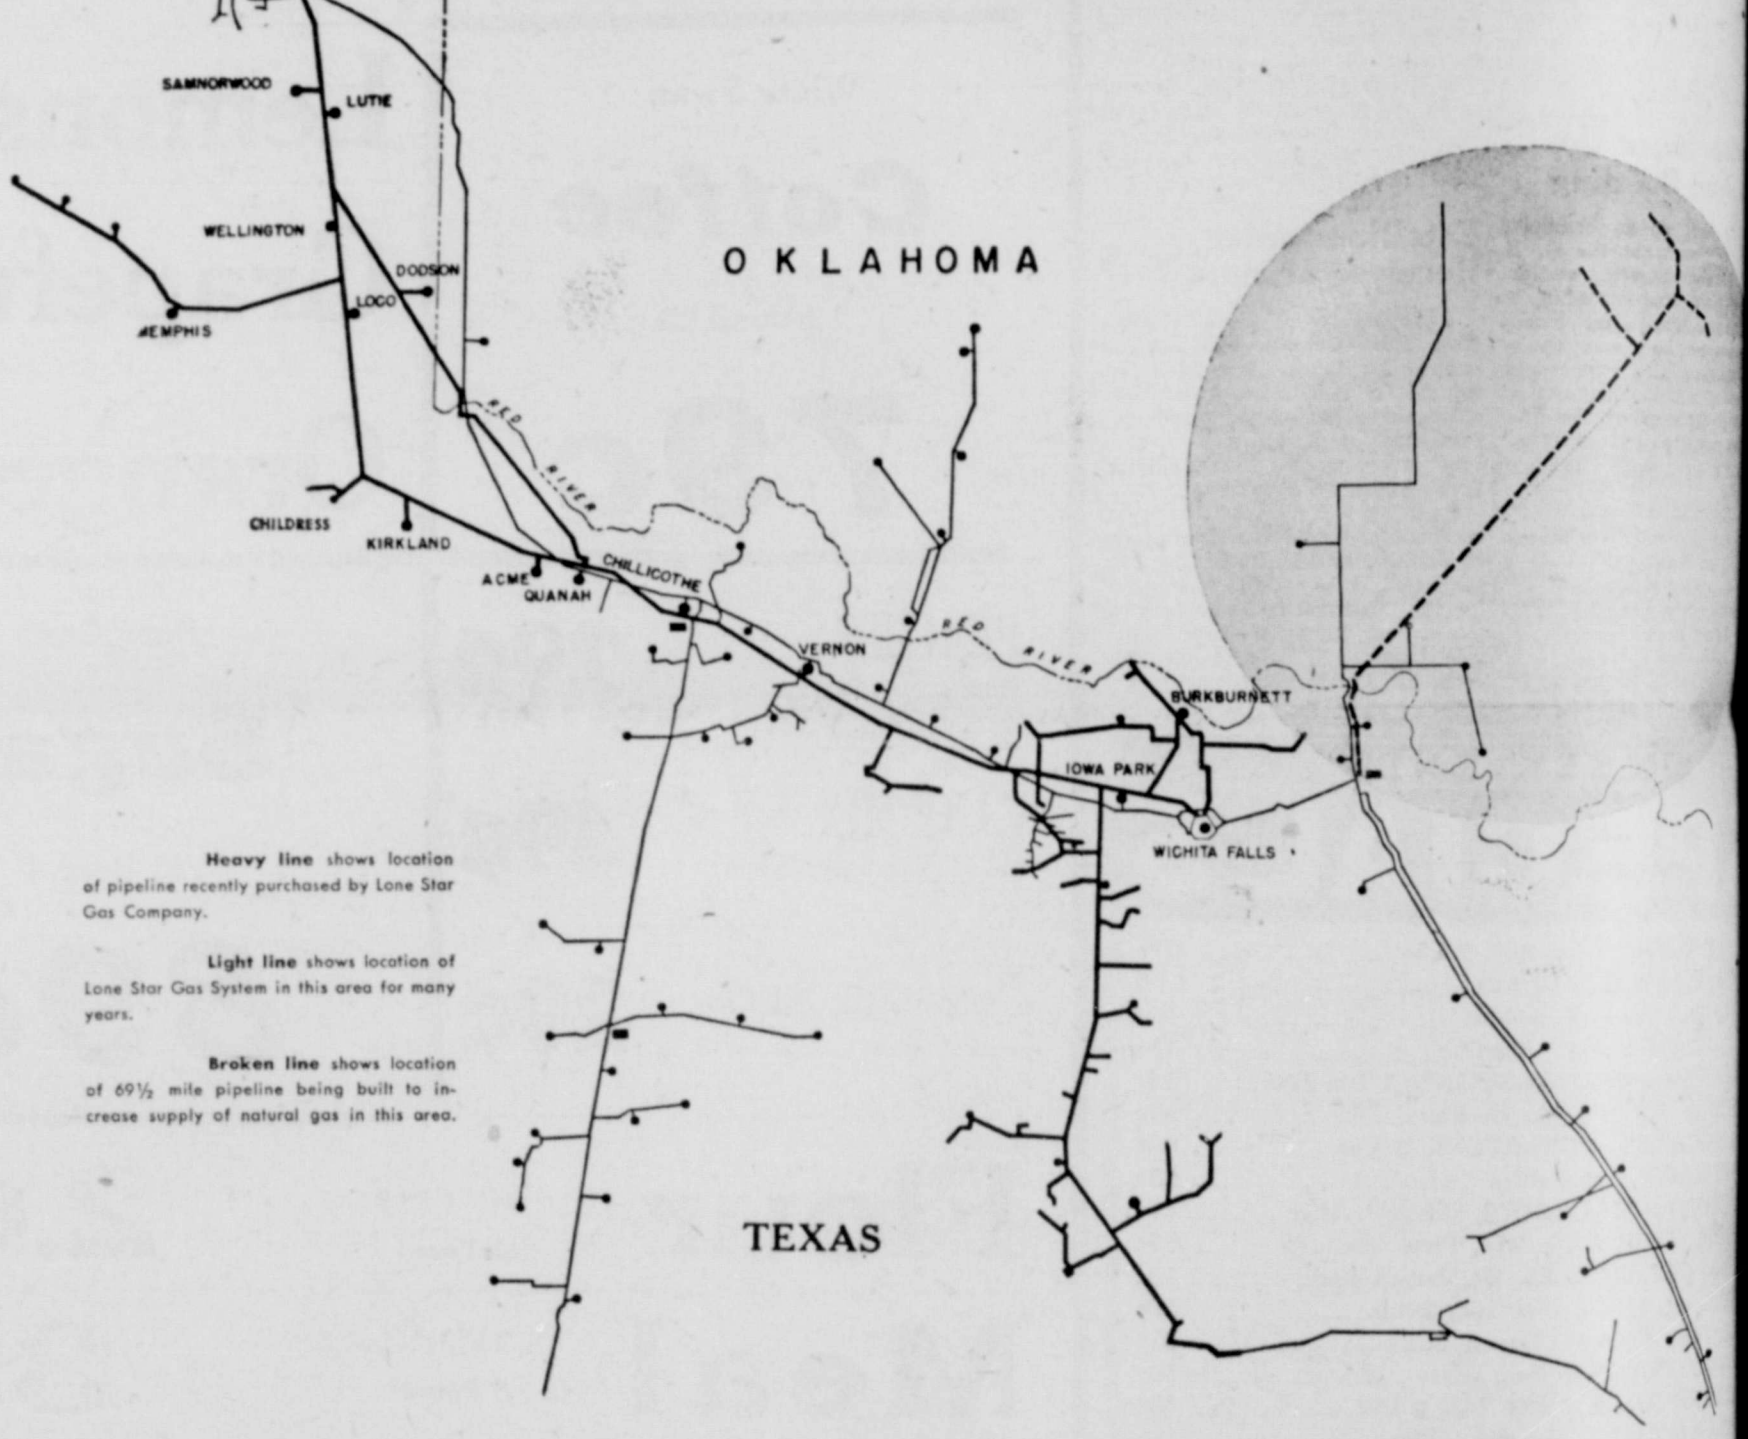 SAMNORWOOD
LUTIE
WELLINGTON
OKLAHOMA
DODSON
LOCO
MEMPHIS
RED
RIVER
CHILDRESS
KIRKLAND
CHILLICOTHE
ACME
QUANAH
RED
RIVER
VERNON
BURKBURNETT
IOWA PARK
WICHITA FALLS
Heavy line shows location
of pipeline recently purchased by Lone Star
Gas Company.
Light line shows location of
Lone Star Gas System in this area for many
years.
Broken line shows location
of 69½ mile pipeline being built to in-
crease supply of natural gas in this area.
TEXAS